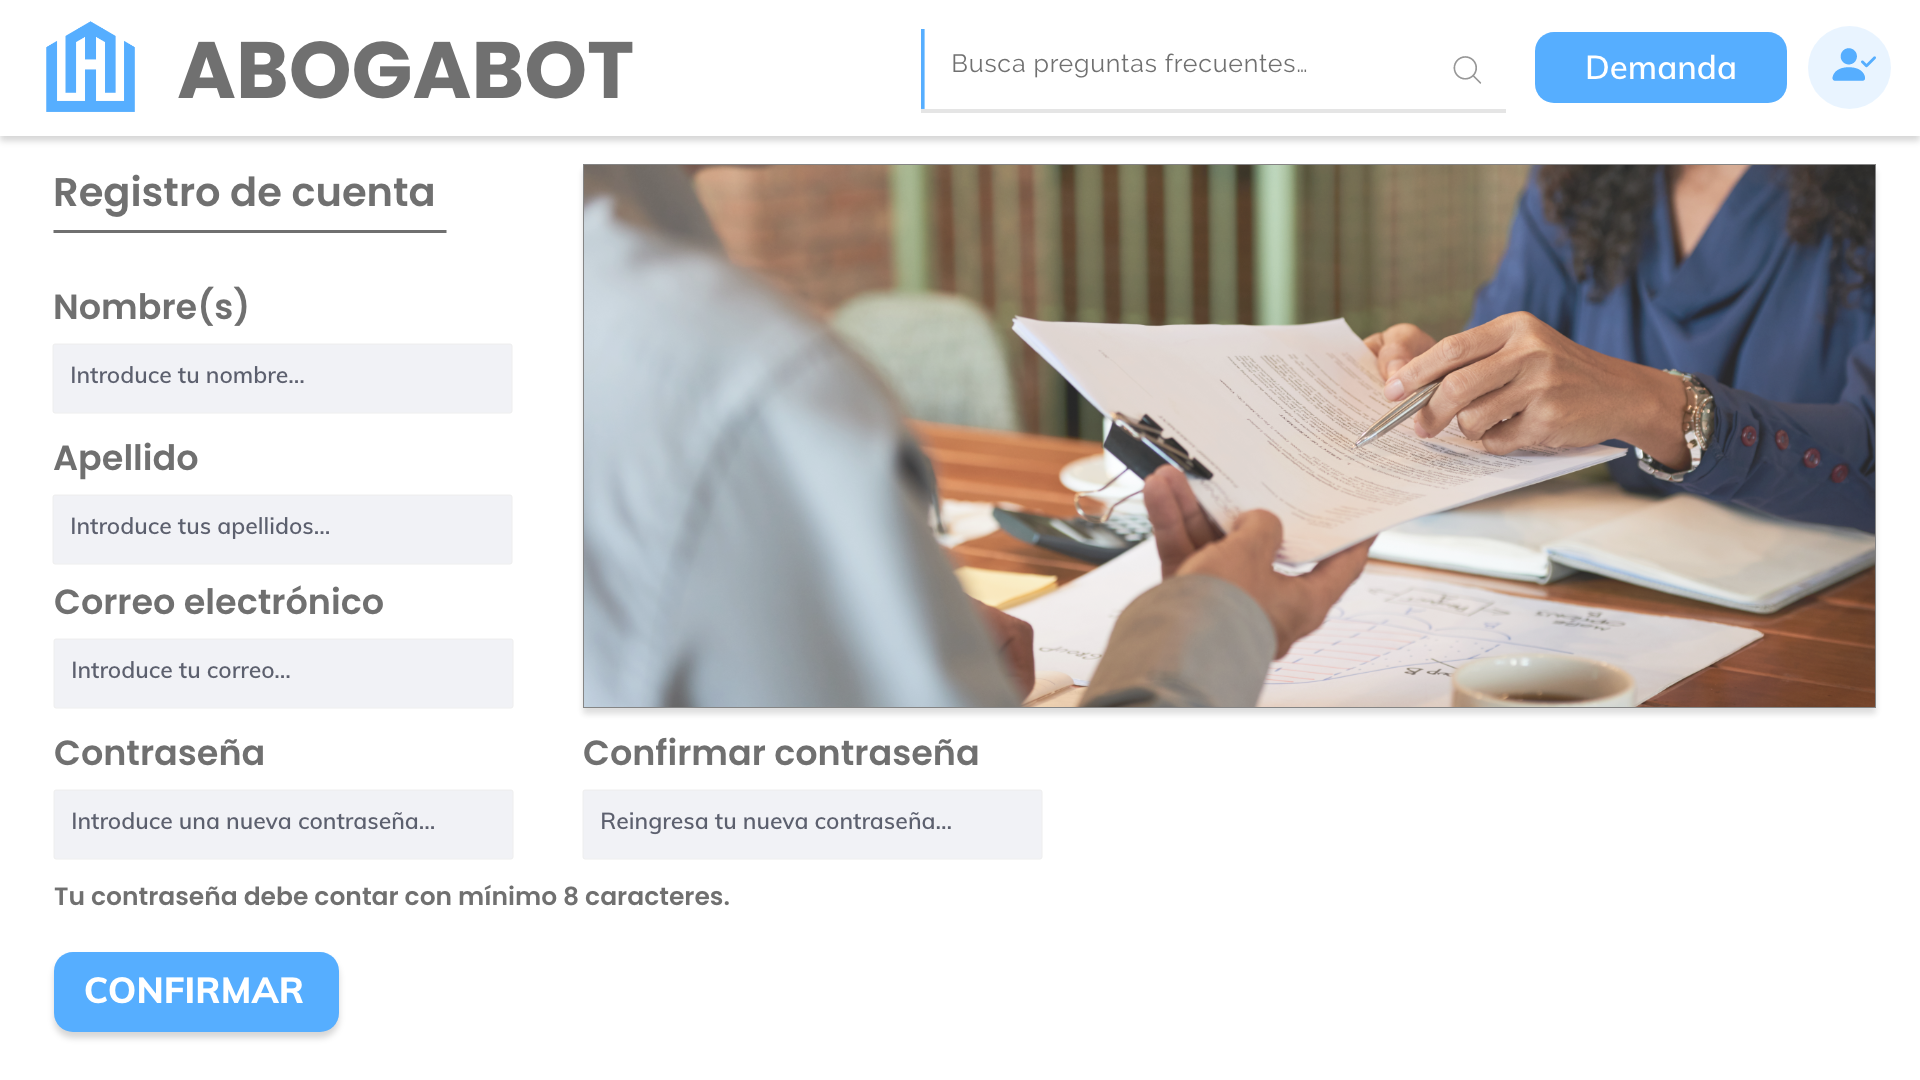 ABOGABOT
Busca preguntas frecuentes...
Demanda
Registro de cuenta
Nombre(s)
Introduce tu nombre...
Apellido
Introduce tus apellidos...
Correo electrónico
Introduce tu correo...
Contraseña
Introduce una nueva contraseña...
Confirmar contraseña
Reingresa tu nueva contraseña...
Tu contraseña debe contar con mínimo 8 caracteres.
CONFIRMAR